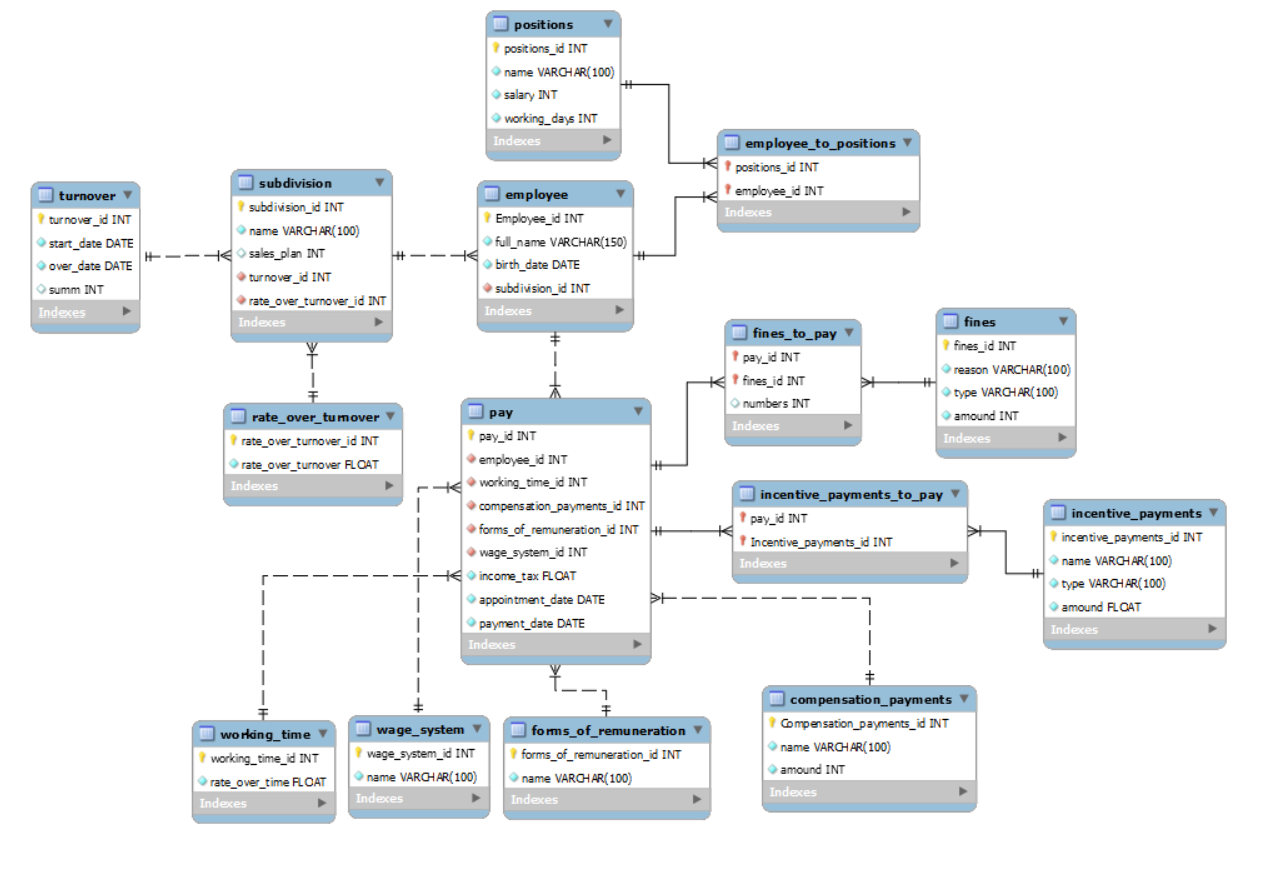 positions
positions_id INT
name VARCHAR(100)
salary INT
working_days INT
Indexes
employee_to_positions
positions_id INT
employee_id INT
Indexes
turnover
turnover_id INT
start_date DATE
over_date DATE
summ INT
Indexes
subdivision
subdivision_id INT
name VARCHAR(100)
sales_plan INT
turnover_id INT
rate_over_turnover_id INT
Indexes
employee
Employee_id INT
full_name VARCHAR(150)
birth_date DATE
subdivision_id INT
Indexes
rate_over_turnover
rate_over_turnover_id INT
rate_over_turnover FLOAT
Indexes
pay
pay_id INT
employee_id INT
working_time_id INT
compensation_payments_id INT
forms_of_remuneration_id INT
wage_system_id INT
income_tax FLOAT
appointment_date DATE
payment_date DATE
Indexes
fines_to_pay
pay_id INT
fines_id INT
numbers INT
Indexes
fines
fines_id INT
reason VARCHAR(100)
type VARCHAR(100)
amound INT
Indexes
incentive_payments_to_pay
pay_id INT
Incentive_payments_id INT
Indexes
incentive_payments
incentive_payments_id INT
name VARCHAR(100)
type VARCHAR(100)
amound FLOAT
Indexes
working_time
working_time_id INT
rate_over_time FLOAT
Indexes
wage_system
wage_system_id INT
name VARCHAR(100)
Indexes
forms_of_remuneration
forms_of_remuneration_id INT
name VARCHAR(100)
Indexes
compensation_payments
Compensation_payments_id INT
name VARCHAR(100)
amound INT
Indexes